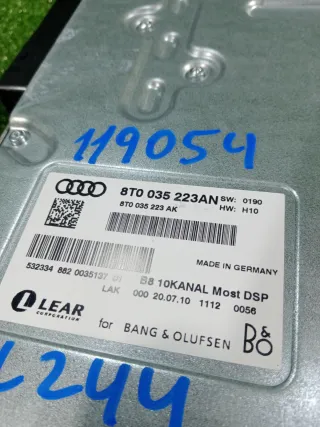 119054
8T0 035 223AN SW: 0190
8T0 035 223 AK HW: H10
MADE IN GERMANY
532334 882 0035137 01 B8 10KANAL Most DSP
LAK 000 20.07.10 1112 0056
LEAR
CORPORATION
for BANG & OLUFSEN B&O
L244